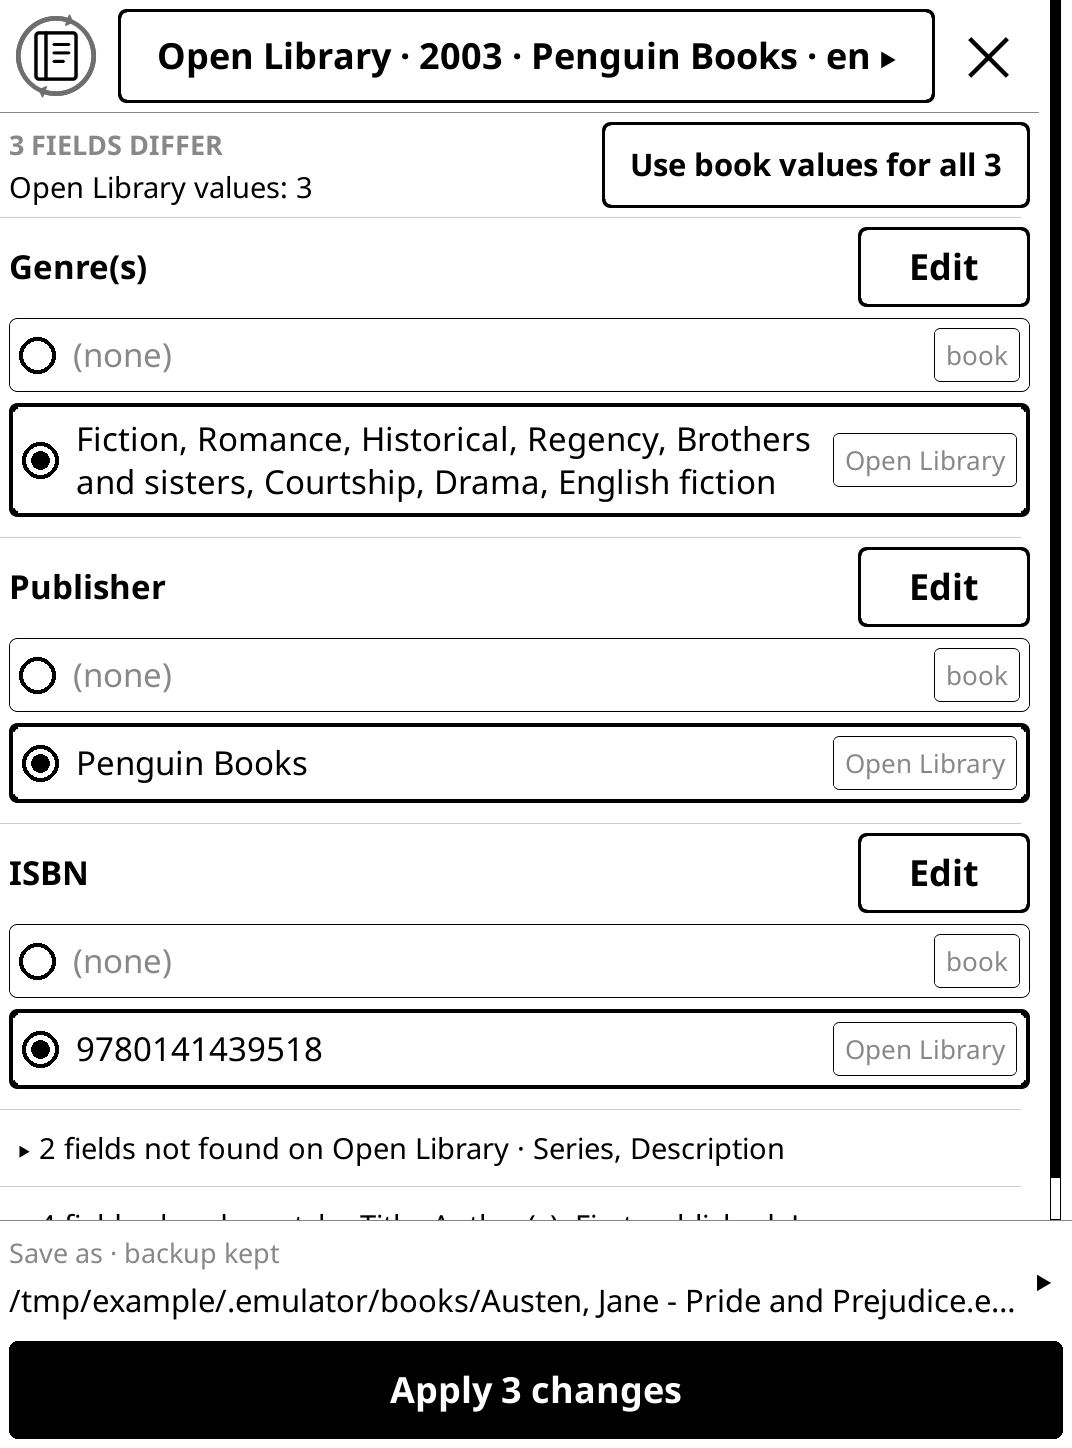 Open Library · 2003 · Penguin Books · en ▸
3 FIELDS DIFFER
Open Library values: 3
Use book values for all 3
Genre(s)
Edit
(none)
book
Fiction, Romance, Historical, Regency, Brothers
and sisters, Courtship, Drama, English fiction
Open Library
Publisher
Edit
(none)
book
Penguin Books
Open Library
ISBN
Edit
(none)
book
9780141439518
Open Library
▸ 2 fields not found on Open Library · Series, Description
Save as · backup kept
/tmp/example/.emulator/books/Austen, Jane - Pride and Prejudice.e...
Apply 3 changes